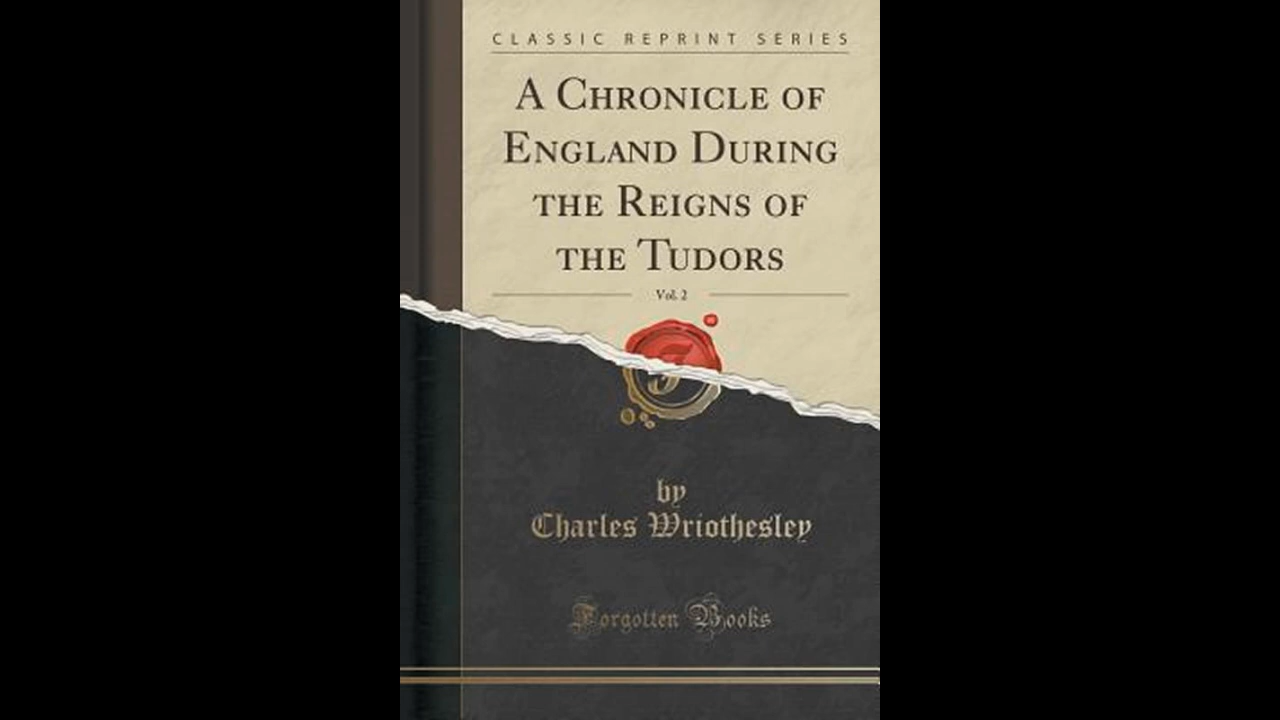 CLASSIC REPRINT SERIES
A Chronicle of
England During
the Reigns of
the Tudors
Vol. 2
F
by
Charles Wriothesley
Forgotten Books